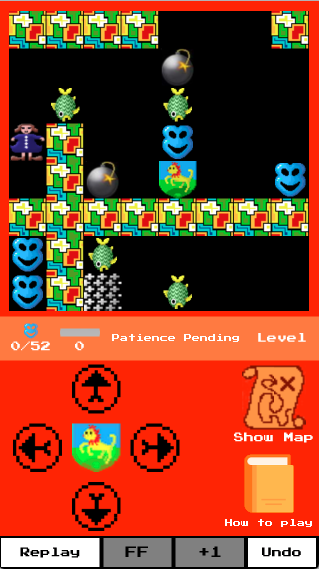 0/52
0
Patience Pending
Level
Show Map
How to play
Replay
FF
+1
Undo